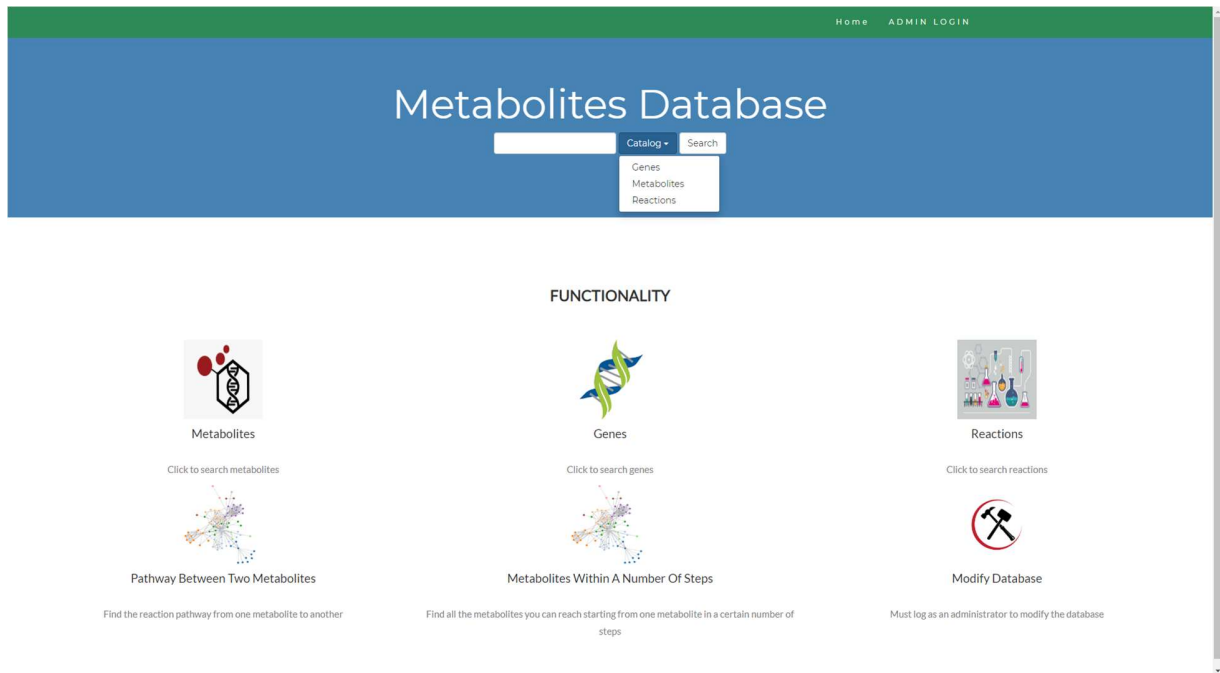 Home ADMIN LOGIN
Metabolites Database
Catalog Search
Genes
Metabolites
Reactions
FUNCTIONALITY
Metabolites Genes Reactions
Click to search metabolites Click to search genes Click to search reactions
Pathway Between Two Metabolites Metabolites Within A Number Of Steps Modify Database
Find the reaction pathway from one metabolite to another Find all the metabolites you can reach starting from one metabolite in a certain number of Must log as an administrator to modify the database
steps